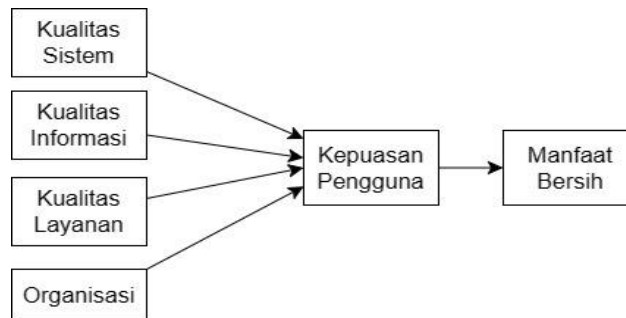 Kualitas
Sistem
Kualitas
Informasi
Kualitas
Layanan
Organisasi
Kepuasan
Pengguna
Manfaat
Bersih